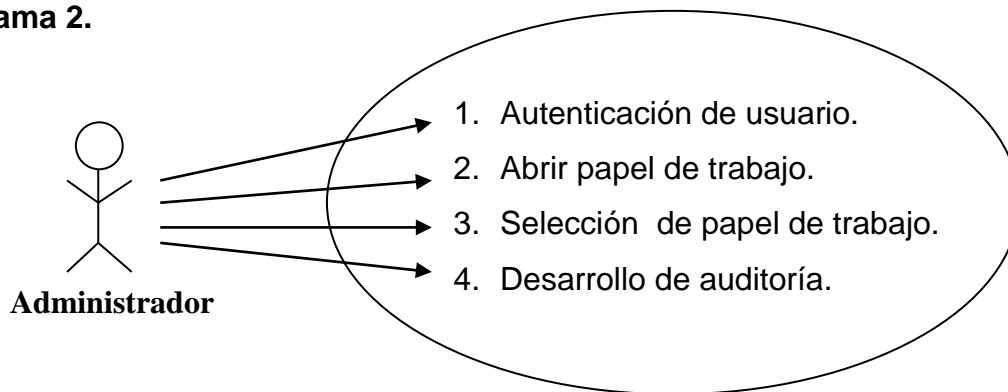 ama 2.
1. Autenticación de usuario.
2. Abrir papel de trabajo.
3. Selección de papel de trabajo.
4. Desarrollo de auditoría.
Administrador